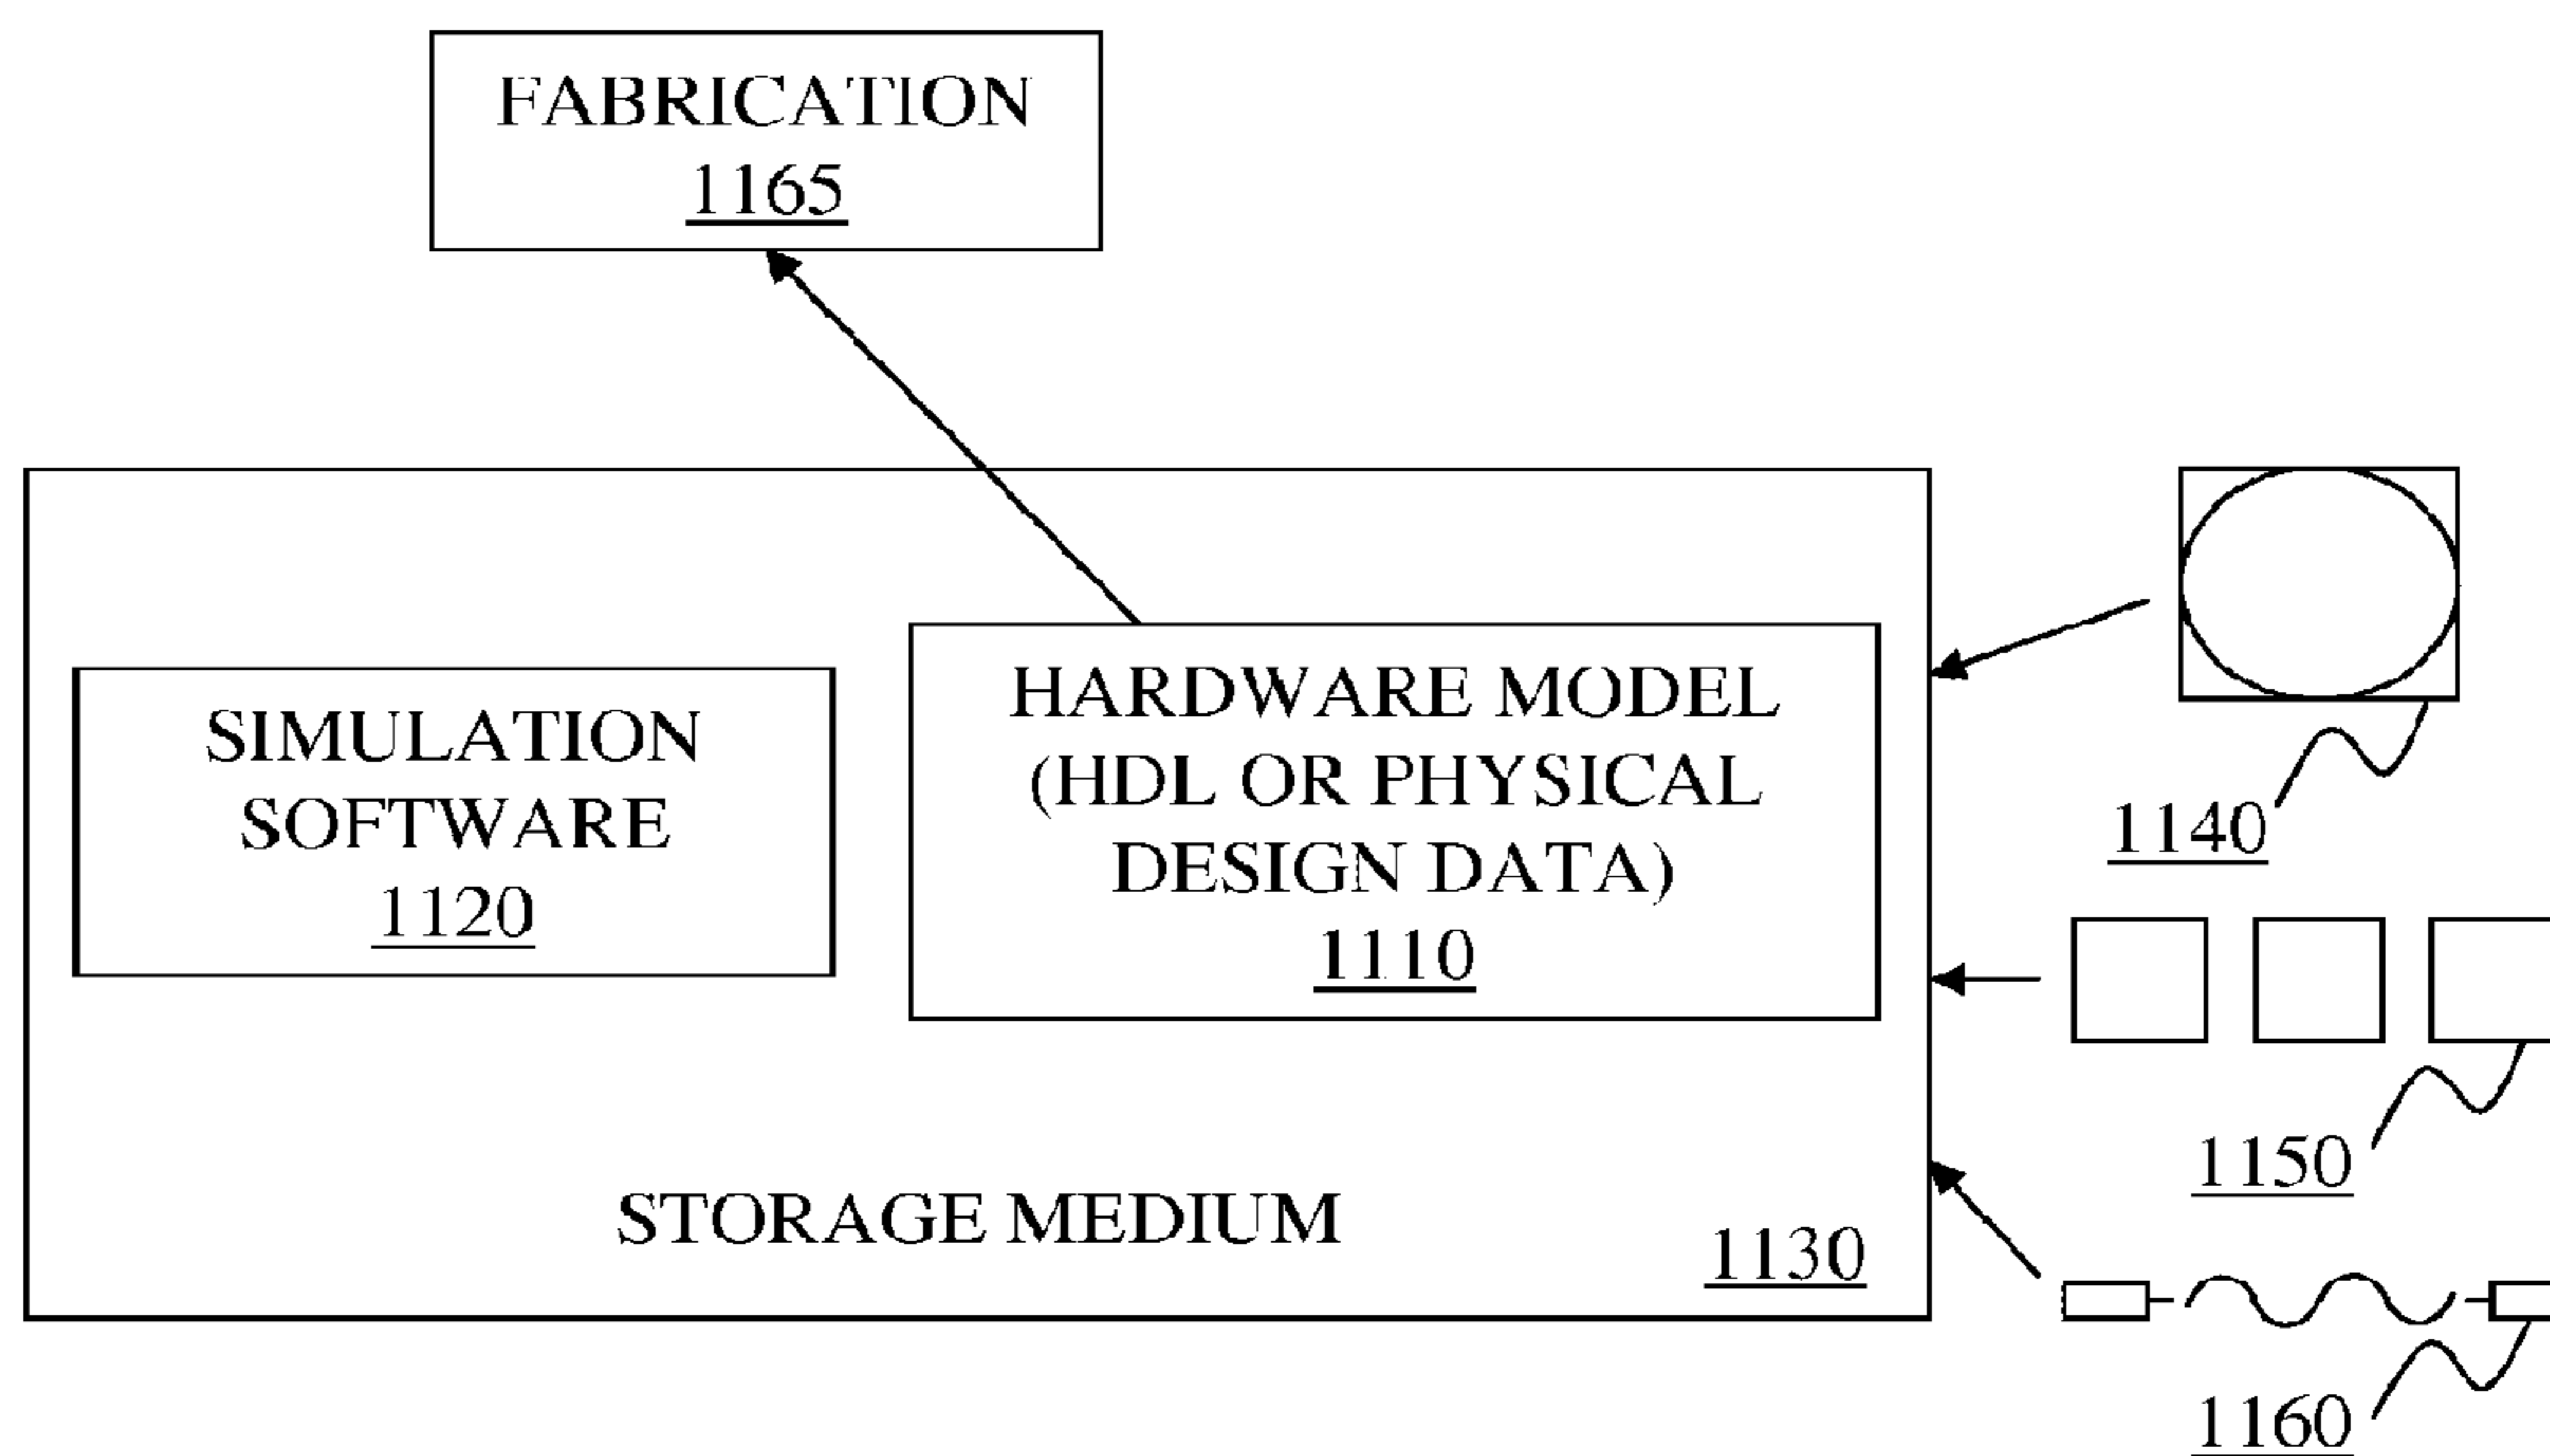 FABRICATION
1165
SIMULATION
SOFTWARE
1120
HARDWARE MODEL
(HDL OR PHYSICAL
DESIGN DATA)
1110
STORAGE MEDIUM
1130
1140
1150
1160